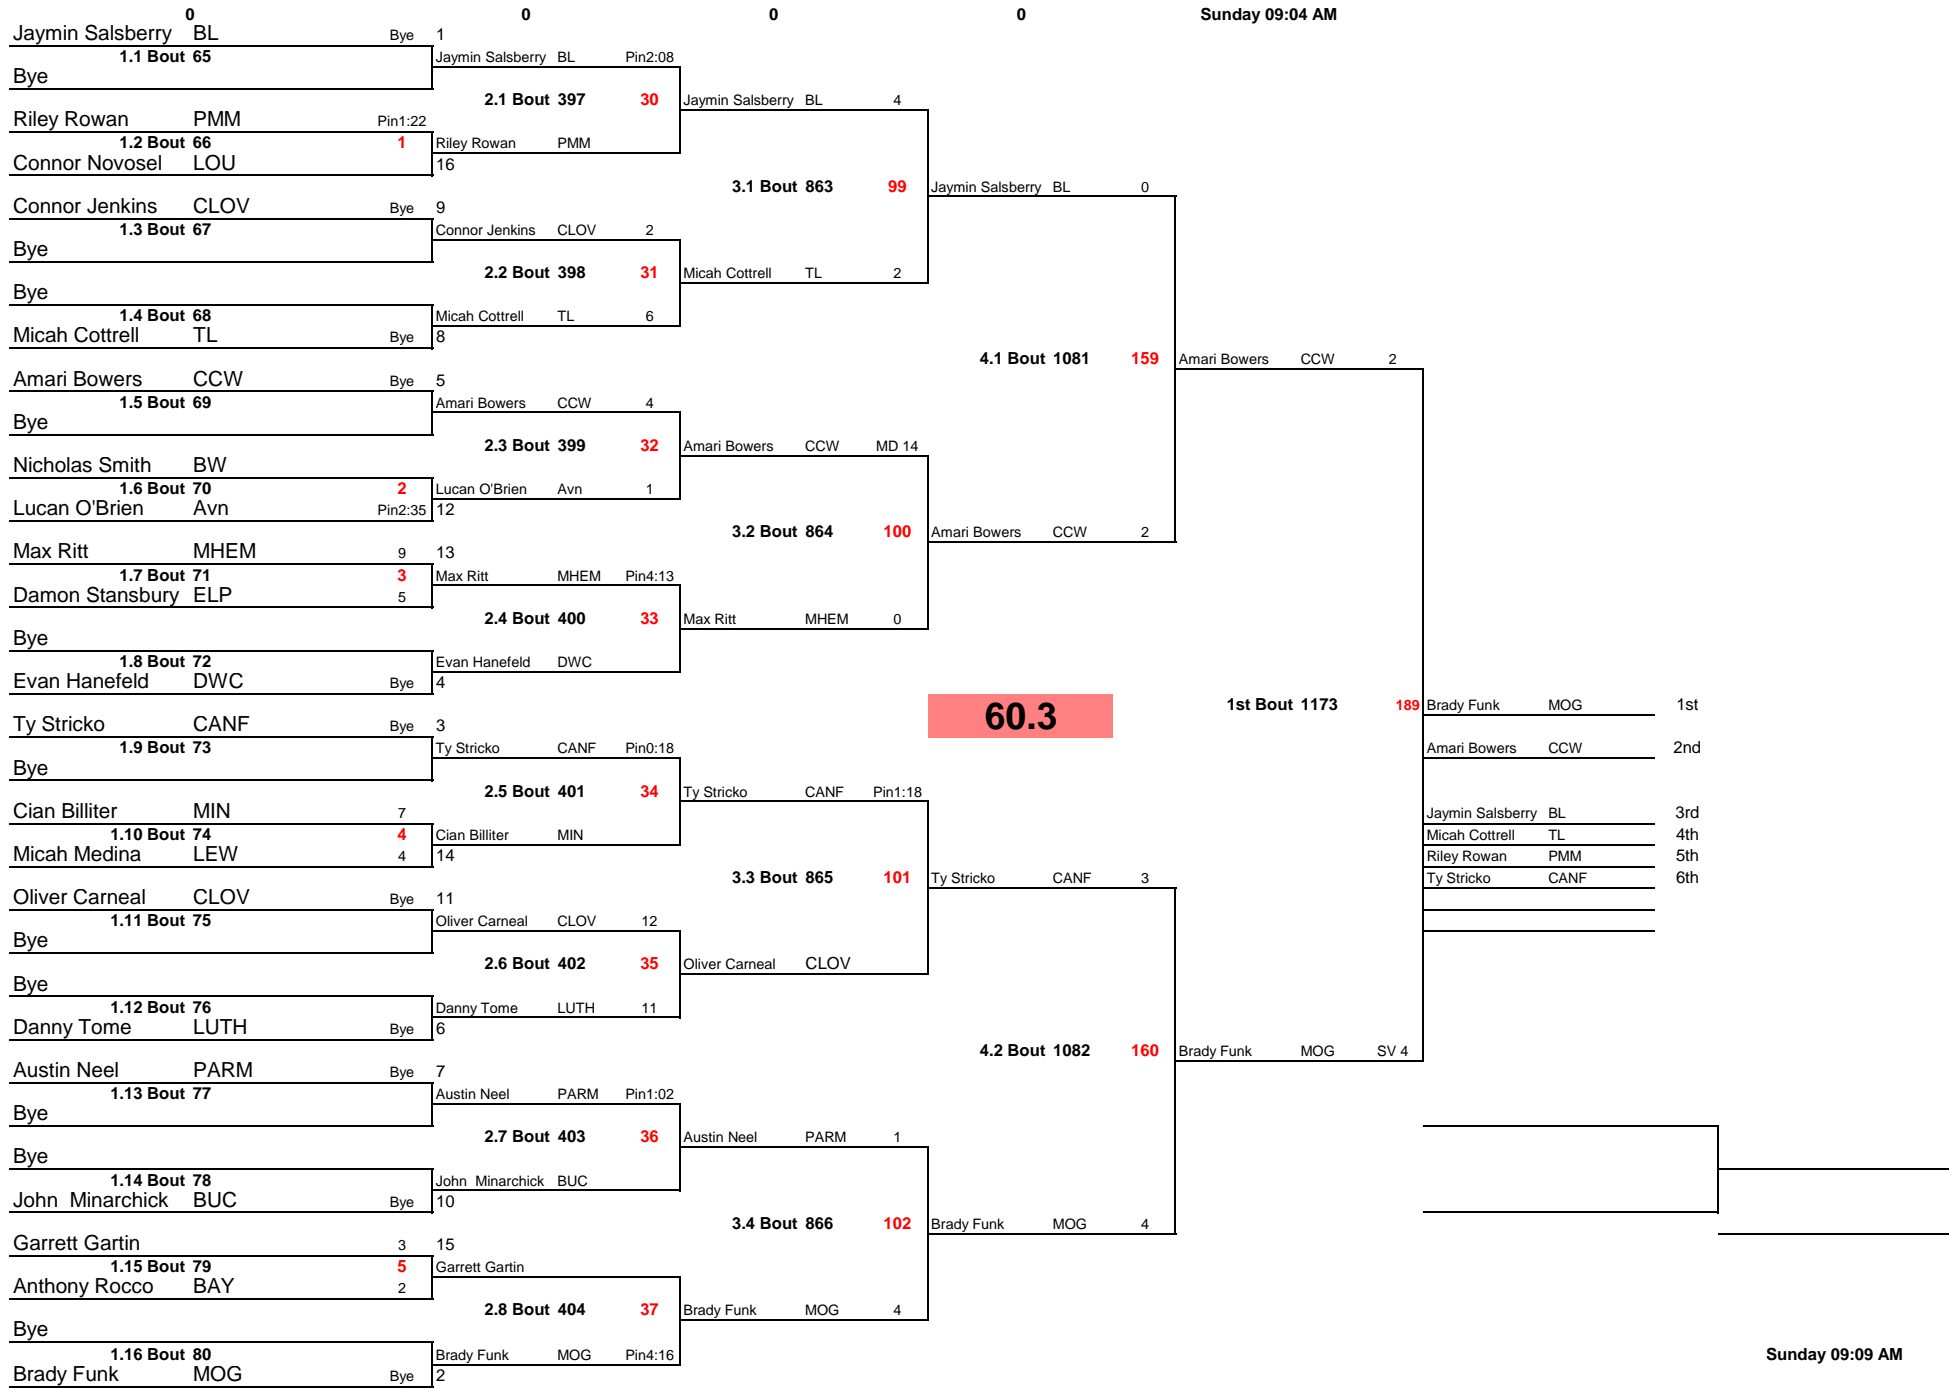 0 0 0 0 Sunday 09:04 AM
Jaymin Salsberry BL Bye 1
1.1 Bout 65 Jaymin Salsberry BL Pin2:08
Bye
2.1 Bout 397 30 Jaymin Salsberry BL 4
Riley Rowan PMM Pin1:22
1.2 Bout 66 1 Riley Rowan PMM
Connor Novosel LOU 16
3.1 Bout 863 99 Jaymin Salsberry BL 0
Connor Jenkins CLOV Bye 9
1.3 Bout 67 Connor Jenkins CLOV 2
Bye
2.2 Bout 398 31 Micah Cottrell TL 2
Bye
1.4 Bout 68 Micah Cottrell TL 6
Micah Cottrell TL Bye 8
4.1 Bout 1081 159 Amari Bowers CCW 2
Amari Bowers CCW Bye 5
1.5 Bout 69 Amari Bowers CCW 4
Bye
2.3 Bout 399 32 Amari Bowers CCW MD 14
Nicholas Smith BW
1.6 Bout 70 2 Lucan O'Brien Avn 1
Lucan O'Brien Avn Pin2:35 12
3.2 Bout 864 100 Amari Bowers CCW 2
Max Ritt MHEM 9 13
1.7 Bout 71 3 Max Ritt MHEM Pin4:13
Damon Stansbury ELP 5
2.4 Bout 400 33 Max Ritt MHEM 0
Bye
1.8 Bout 72 Evan Hanefeld DWC
Evan Hanefeld DWC Bye 4
60.3 1st Bout 1173 189 Brady Funk MOG 1st
Ty Stricko CANF Bye 3
1.9 Bout 73 Ty Stricko CANF Pin0:18 Amari Bowers CCW 2nd
Bye
2.5 Bout 401 34 Ty Stricko CANF Pin1:18
Cian Billiter MIN 7 Jaymin Salsberry BL 3rd
1.10 Bout 74 4 Cian Billiter MIN Micah Cottrell TL 4th
Micah Medina LEW 4 14 Riley Rowan PMM 5th
3.3 Bout 865 101 Ty Stricko CANF 3 Ty Stricko CANF 6th
Oliver Carneal CLOV Bye 11
1.11 Bout 75 Oliver Carneal CLOV 12
Bye
2.6 Bout 402 35 Oliver Carneal CLOV
Bye
1.12 Bout 76 Danny Tome LUTH 11
Danny Tome LUTH Bye 6
4.2 Bout 1082 160 Brady Funk MOG SV 4
Austin Neel PARM Bye 7
1.13 Bout 77 Austin Neel PARM Pin1:02
Bye
2.7 Bout 403 36 Austin Neel PARM 1
Bye
1.14 Bout 78 John Minarchick BUC
John Minarchick BUC Bye 10
3.4 Bout 866 102 Brady Funk MOG 4
Garrett Gartin 3 15
1.15 Bout 79 5 Garrett Gartin
Anthony Rocco BAY 2
2.8 Bout 404 37 Brady Funk MOG 4
Bye
1.16 Bout 80 Brady Funk MOG Pin4:16 Sunday 09:09 AM
Brady Funk MOG Bye 2